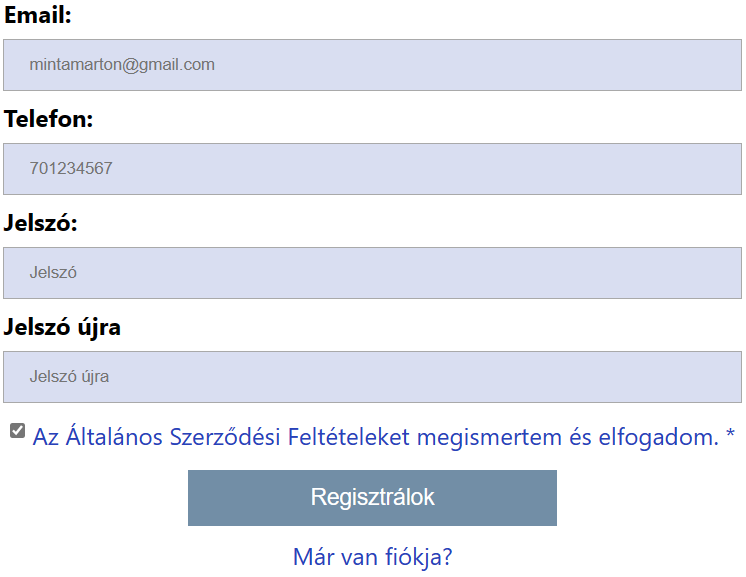 Email:
mintamarton@gmail.com
Telefon:
701234567
Jelszó:
Jelszó
Jelszó újra
Jelszó újra
Az Általános Szerződési Feltételeket megismertem és elfogadom. *
Regisztrálok
Már van fiókja?